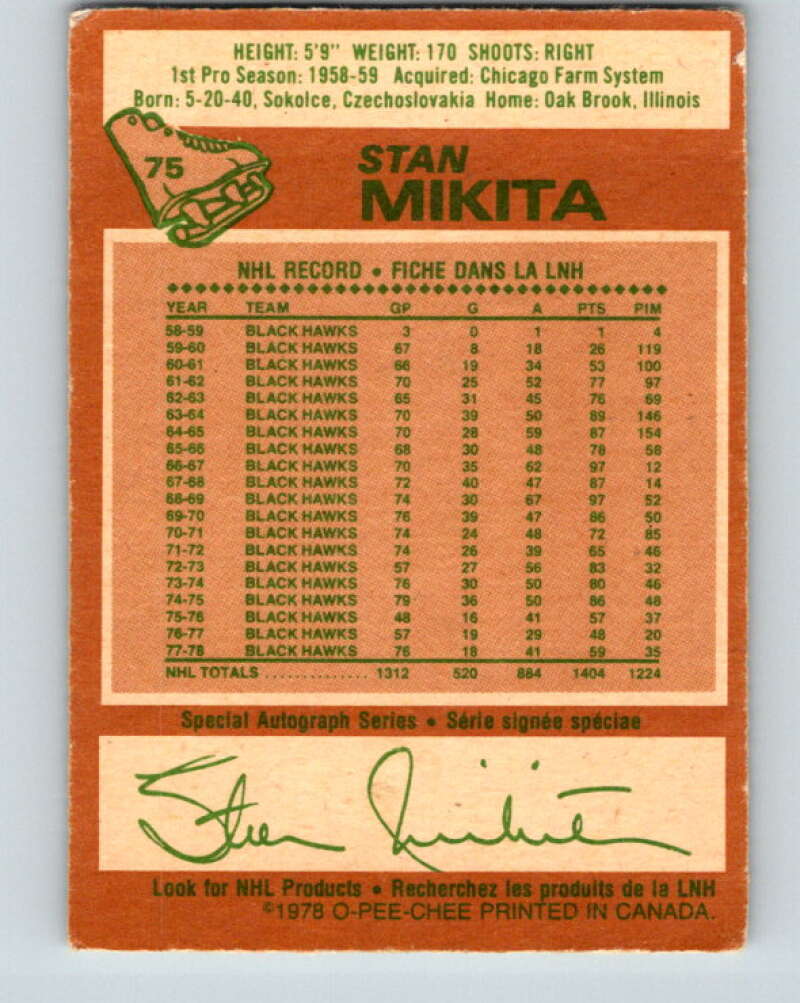 HEIGHT: 5'9" WEIGHT: 170 SHOOTS: RIGHT
1st Pro Season: 1958-59 Acquired: Chicago Farm System
Born: 5-20-40, Sokolce, Czechoslovakia Home: Oak Brook, Illinois
75
STAN
MIKITA
NHL RECORD • FICHE DANS LA LNH
YEAR TEAM GP G A PTS PIM
58-59 BLACK HAWKS 3 0 1 1 4
59-60 BLACK HAWKS 67 8 18 26 119
60-61 BLACK HAWKS 66 19 34 53 100
61-62 BLACK HAWKS 70 25 52 77 97
62-63 BLACK HAWKS 65 31 45 76 69
63-64 BLACK HAWKS 70 39 50 89 146
64-65 BLACK HAWKS 70 28 59 87 154
65-66 BLACK HAWKS 68 30 48 78 58
66-67 BLACK HAWKS 70 35 62 97 12
67-68 BLACK HAWKS 72 40 47 87 14
68-69 BLACK HAWKS 74 30 67 97 52
69-70 BLACK HAWKS 76 39 47 86 50
70-71 BLACK HAWKS 74 24 48 72 85
71-72 BLACK HAWKS 74 26 39 65 46
72-73 BLACK HAWKS 57 27 56 83 32
73-74 BLACK HAWKS 76 30 50 80 46
74-75 BLACK HAWKS 79 36 50 86 48
75-76 BLACK HAWKS 48 16 41 57 37
76-77 BLACK HAWKS 57 19 29 48 20
77-78 BLACK HAWKS 76 18 41 59 35
NHL TOTALS .............. 1312 520 884 1404 1224
Special Autograph Series • Série signée spéciae
Stan Mikita
Look for NHL Products • Recherchez les produits de la LNH
©1978 O-PEE-CHEE PRINTED IN CANADA.